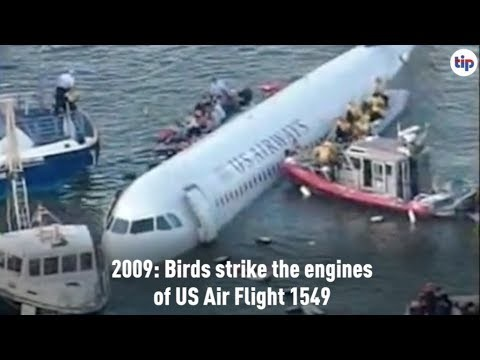 tip
US AIRWAYS
2009: Birds strike the engines
of US Air Flight 1549